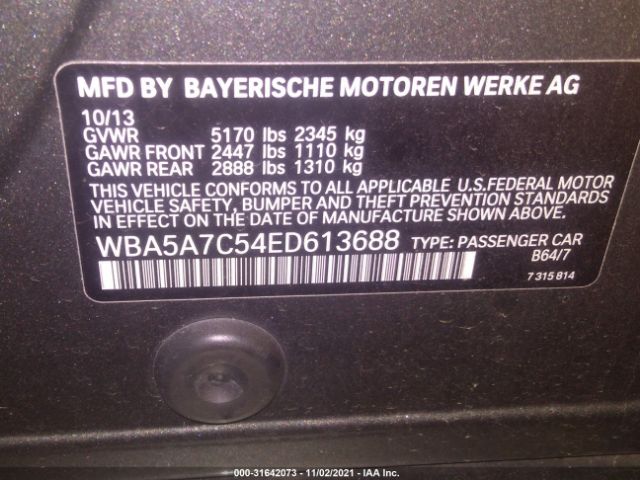 MFD BY BAYERISCHE MOTOREN WERKE AG
10/13
GVWR 5170 lbs 2345 kg
GAWR FRONT 2447 lbs 1110 kg
GAWR REAR 2888 lbs 1310 kg
THIS VEHICLE CONFORMS TO ALL APPLICABLE U.S.FEDERAL MOTOR
VEHICLE SAFETY, BUMPER AND THEFT PREVENTION STANDARDS
IN EFFECT ON THE DATE OF MANUFACTURE SHOWN ABOVE.
WBA5A7C54ED613688 TYPE: PASSENGER CAR
B64/7
7 315 814
000-31642073 - 11/02/2021 - IAA Inc.